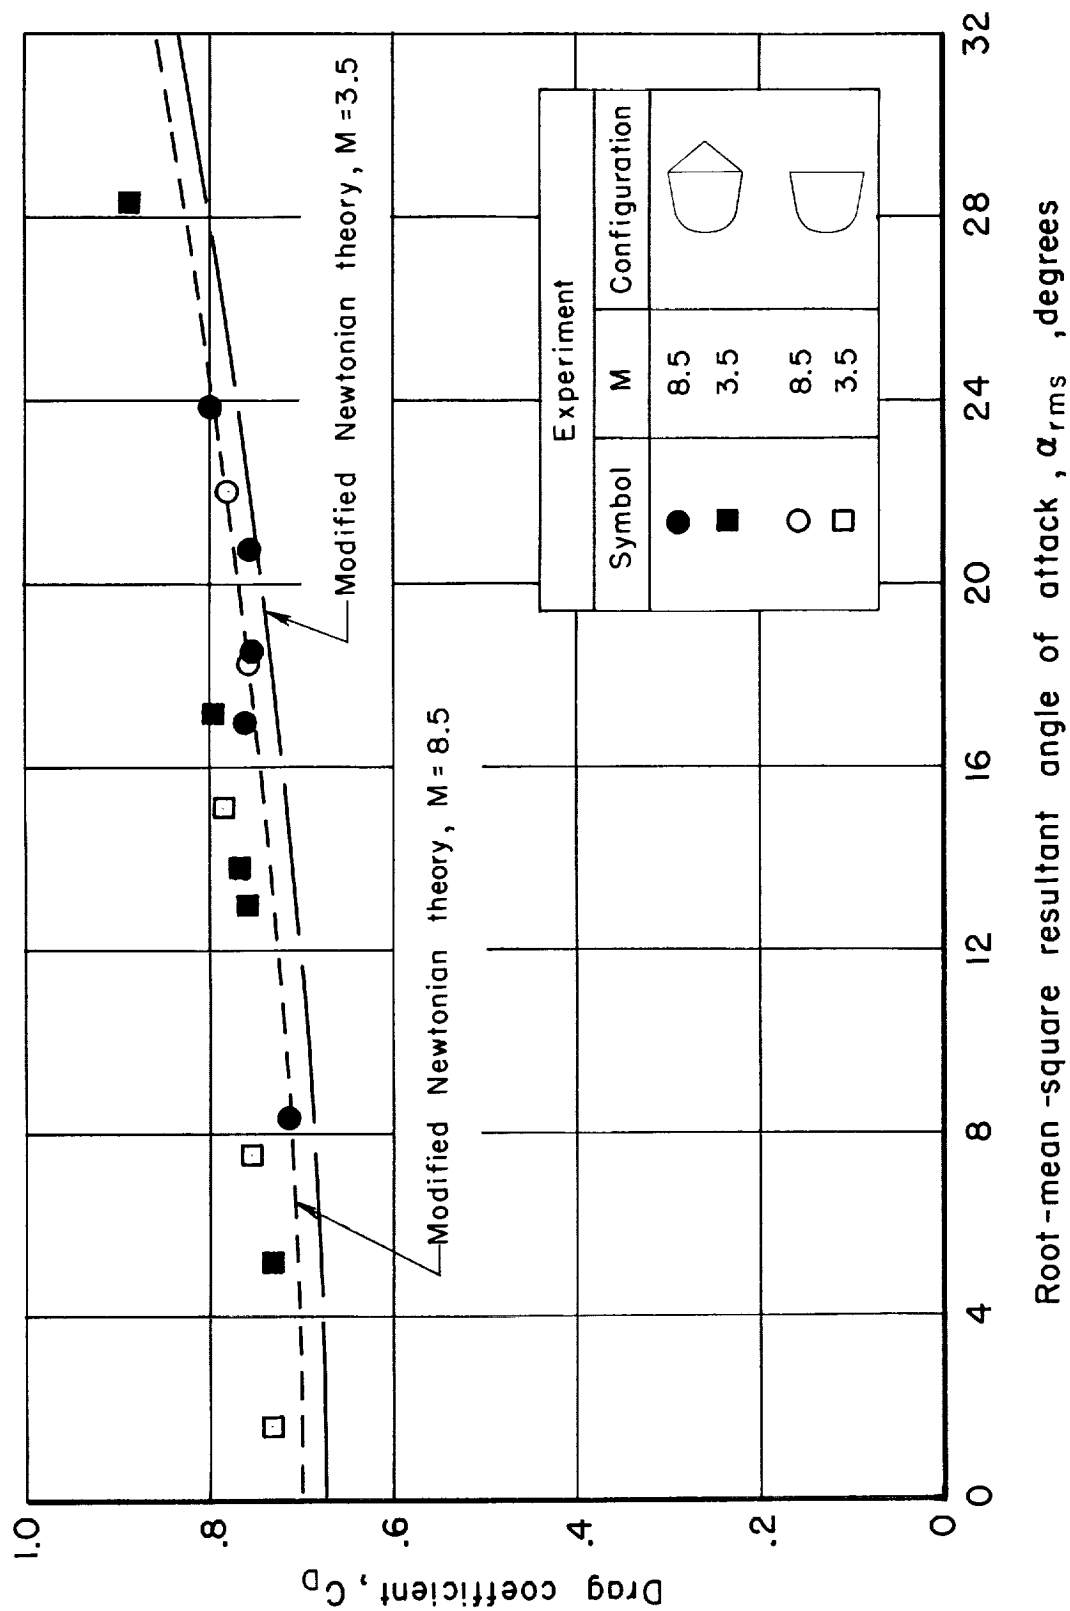 1.0
.8
.6
.4
.2
0
Drag coefficient, C_D
Modified Newtonian theory, M = 3.5
Modified Newtonian theory, M = 8.5
Experiment
Symbol M Configuration
8.5
3.5
8.5
3.5
0 4 8 12 16 20 24 28 32
Root-mean-square resultant angle of attack, α_rms, degrees